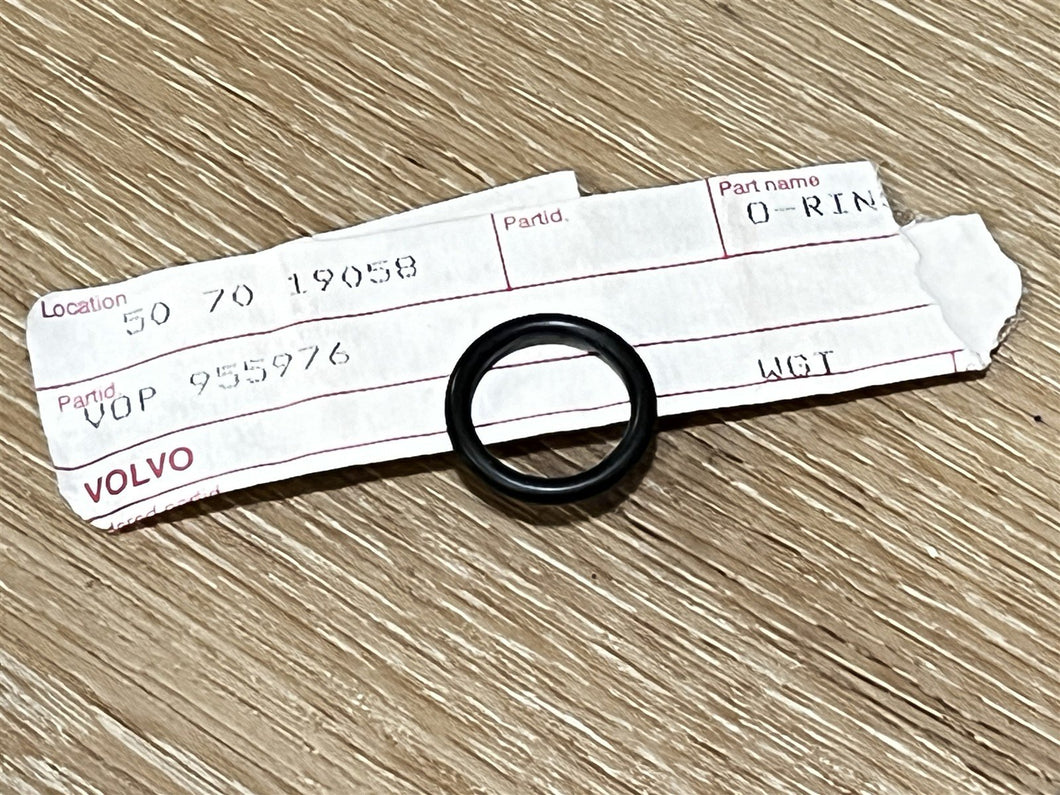 Location 50 70 19058
Partid.
Part name O-RIN
Partid. VOP 955976
WGT
VOLVO